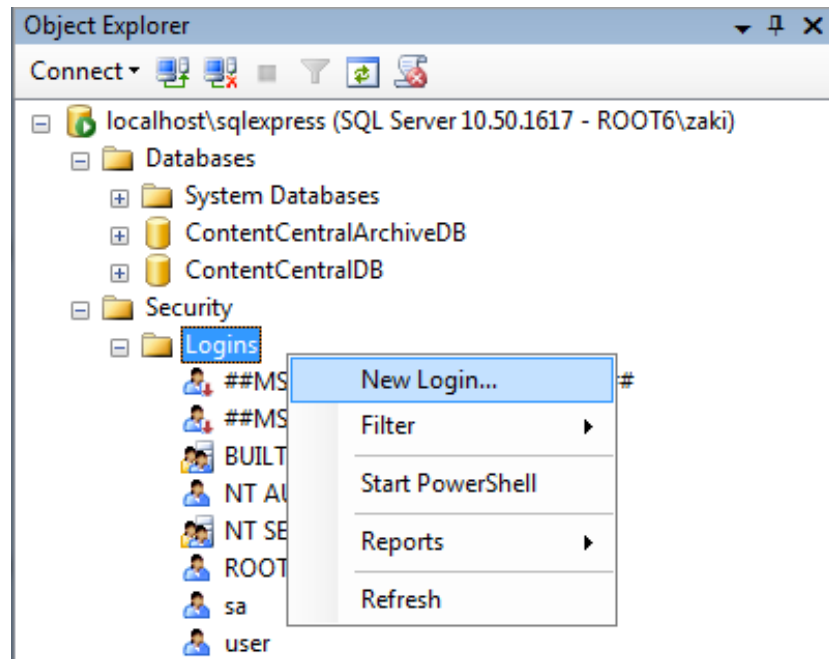 Object Explorer
Connect
localhost\sqlexpress (SQL Server 10.50.1617 - ROOT6\zaki)
Databases
System Databases
ContentCentralArchiveDB
ContentCentralDB
Security
Logins
##MS
New Login...
#
##MS
Filter
BUILT
NT AU
Start PowerShell
NT SE
Reports
ROOT
Refresh
sa
user